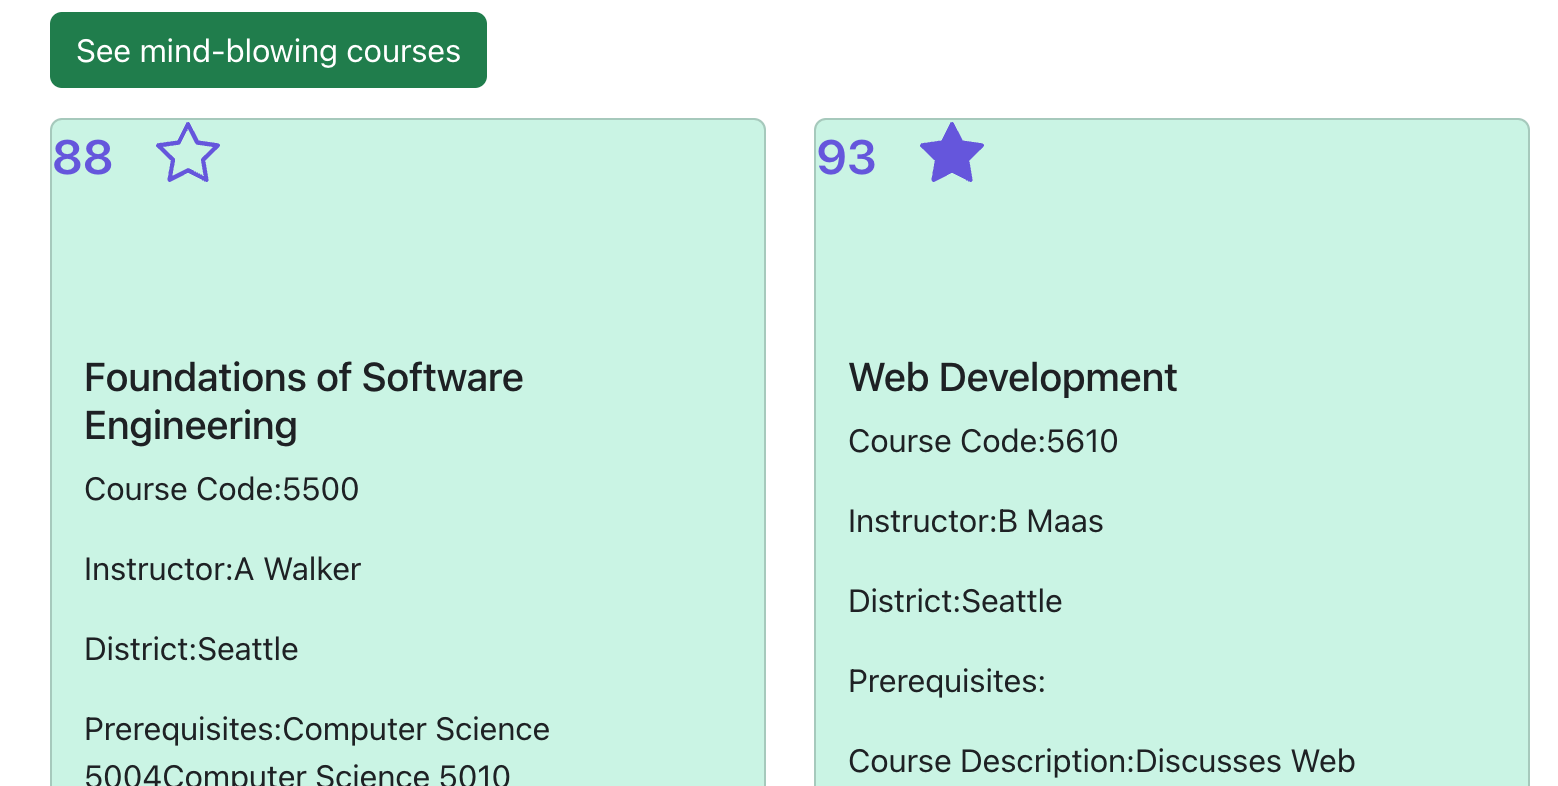 See mind-blowing courses
88
Foundations of Software
Engineering
Course Code:5500
Instructor:A Walker
District:Seattle
Prerequisites:Computer Science
5004Computer Science 5010
93
Web Development
Course Code:5610
Instructor:B Maas
District:Seattle
Prerequisites:
Course Description:Discusses Web